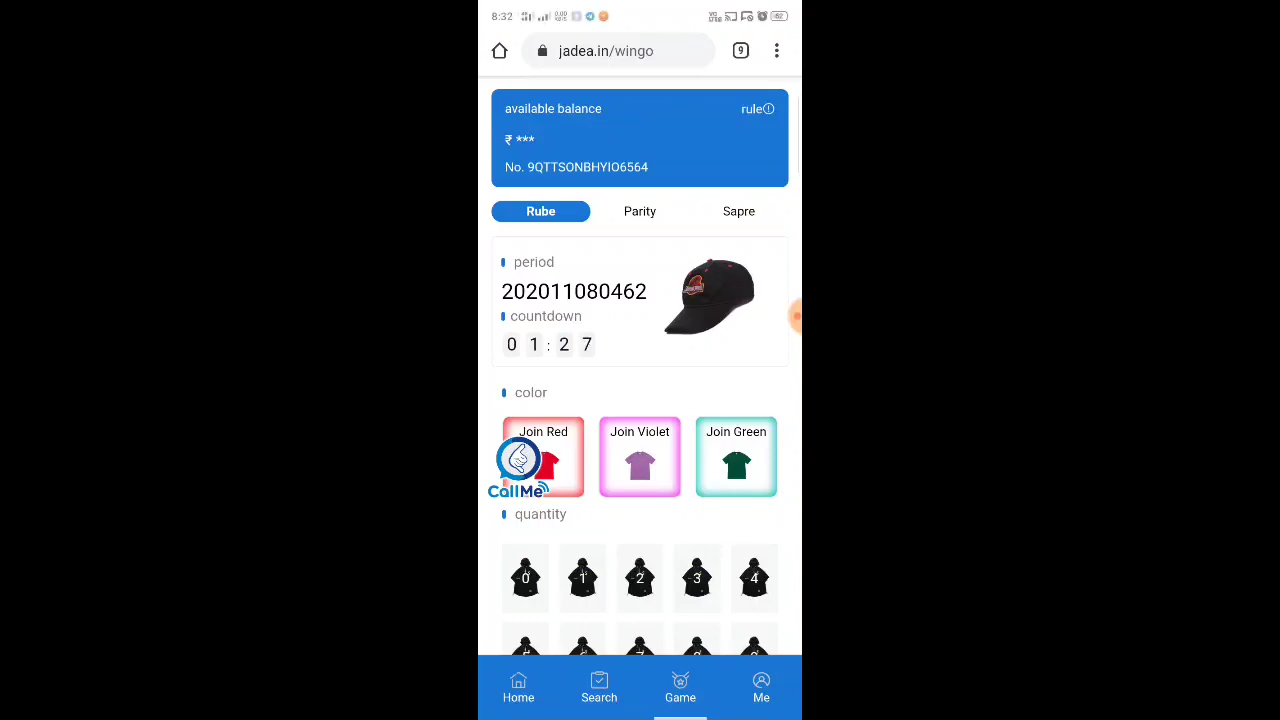 8:32
62
jadea.in/wingo
9
available balance
rule
₹ ***
No. 9QTTSONBHYIO6564
Rube
Parity
Sapre
period
202011080462
countdown
0 1 : 2 7
color
Join Red
Join Violet
Join Green
CallMe
quantity
0
1
2
3
4
Home
Search
Game
Me